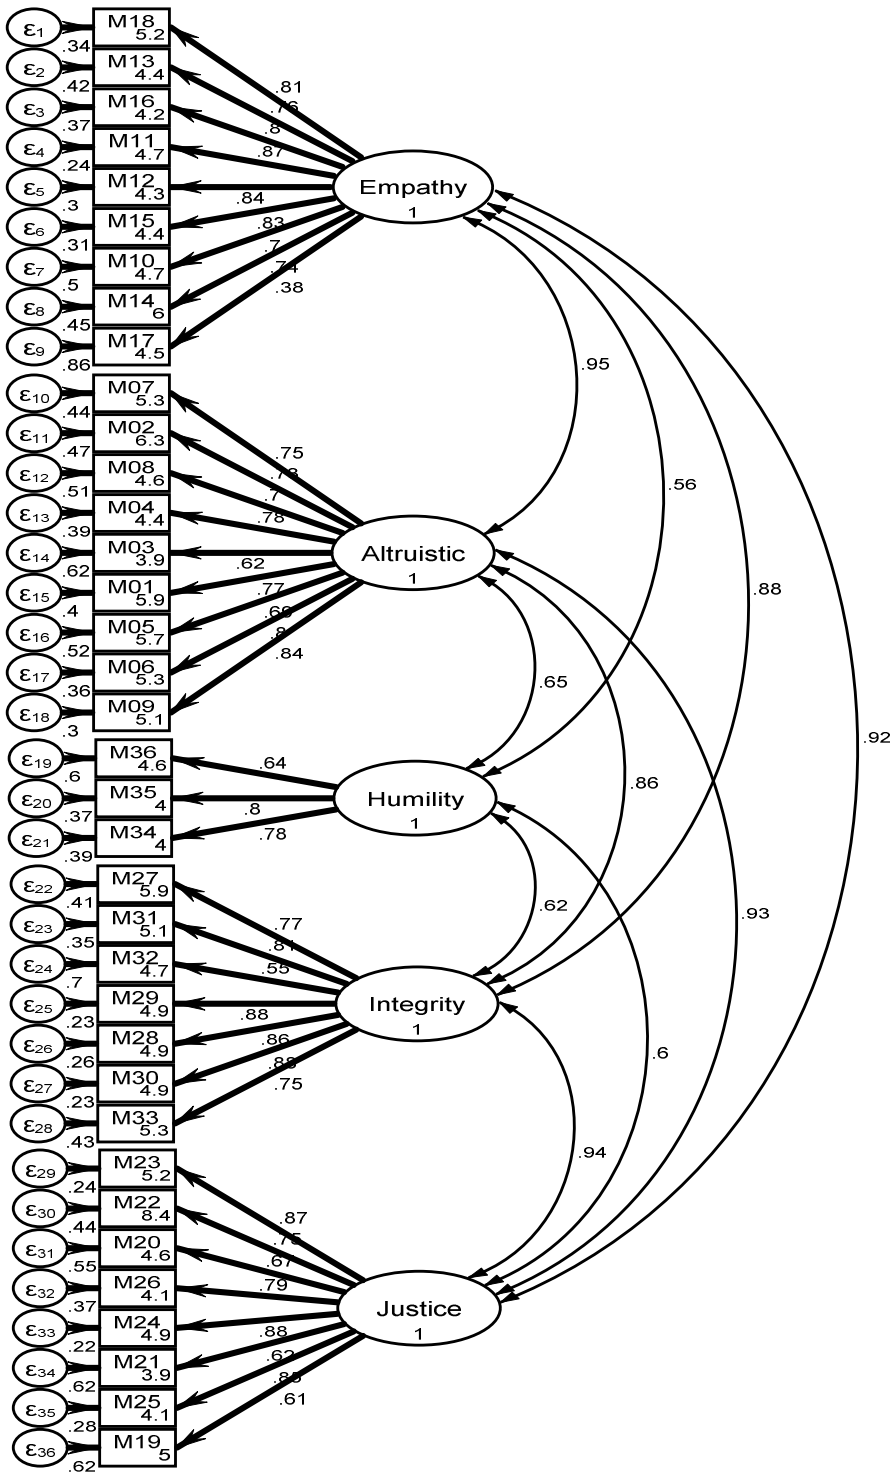 ε1 M18 5.2
.34
ε2 M13 4.4
.42
ε3 M16 4.2
.37
ε4 M11 4.7
.24
ε5 M12 4.3
.3
ε6 M15 4.4
.31
ε7 M10 4.7
.5
ε8 M14 6
.45
ε9 M17 4.5
.86
.81
.76
.8
.87
.84
.83
.7
.74
.38
Empathy
1
ε10 M07 5.3
.44
ε11 M02 6.3
.47
ε12 M08 4.6
.51
ε13 M04 4.4
.39
ε14 M03 3.9
.62
ε15 M01 5.9
.4
ε16 M05 5.7
.52
ε17 M06 5.3
.36
ε18 M09 5.1
.3
.75
.73
.7
.78
.62
.77
.69
.8
.84
Altruistic
1
ε19 M36 4.6
.6
ε20 M35 4
.37
ε21 M34 4
.39
.64
.8
.78
Humility
1
ε22 M27 5.9
.41
ε23 M31 5.1
.35
ε24 M32 4.7
.7
ε25 M29 4.9
.23
ε26 M28 4.9
.26
ε27 M30 4.9
.23
ε28 M33 5.3
.43
.77
.81
.55
.88
.86
.88
.75
Integrity
1
ε29 M23 5.2
.24
ε30 M22 8.4
.44
ε31 M20 4.6
.55
ε32 M26 4.1
.37
ε33 M24 4.9
.22
ε34 M21 3.9
.62
ε35 M25 4.1
.28
ε36 M19 5
.62
.87
.75
.67
.79
.88
.62
.85
.61
Justice
1
.95
.56
.88
.92
.65
.86
.93
.62
.6
.94